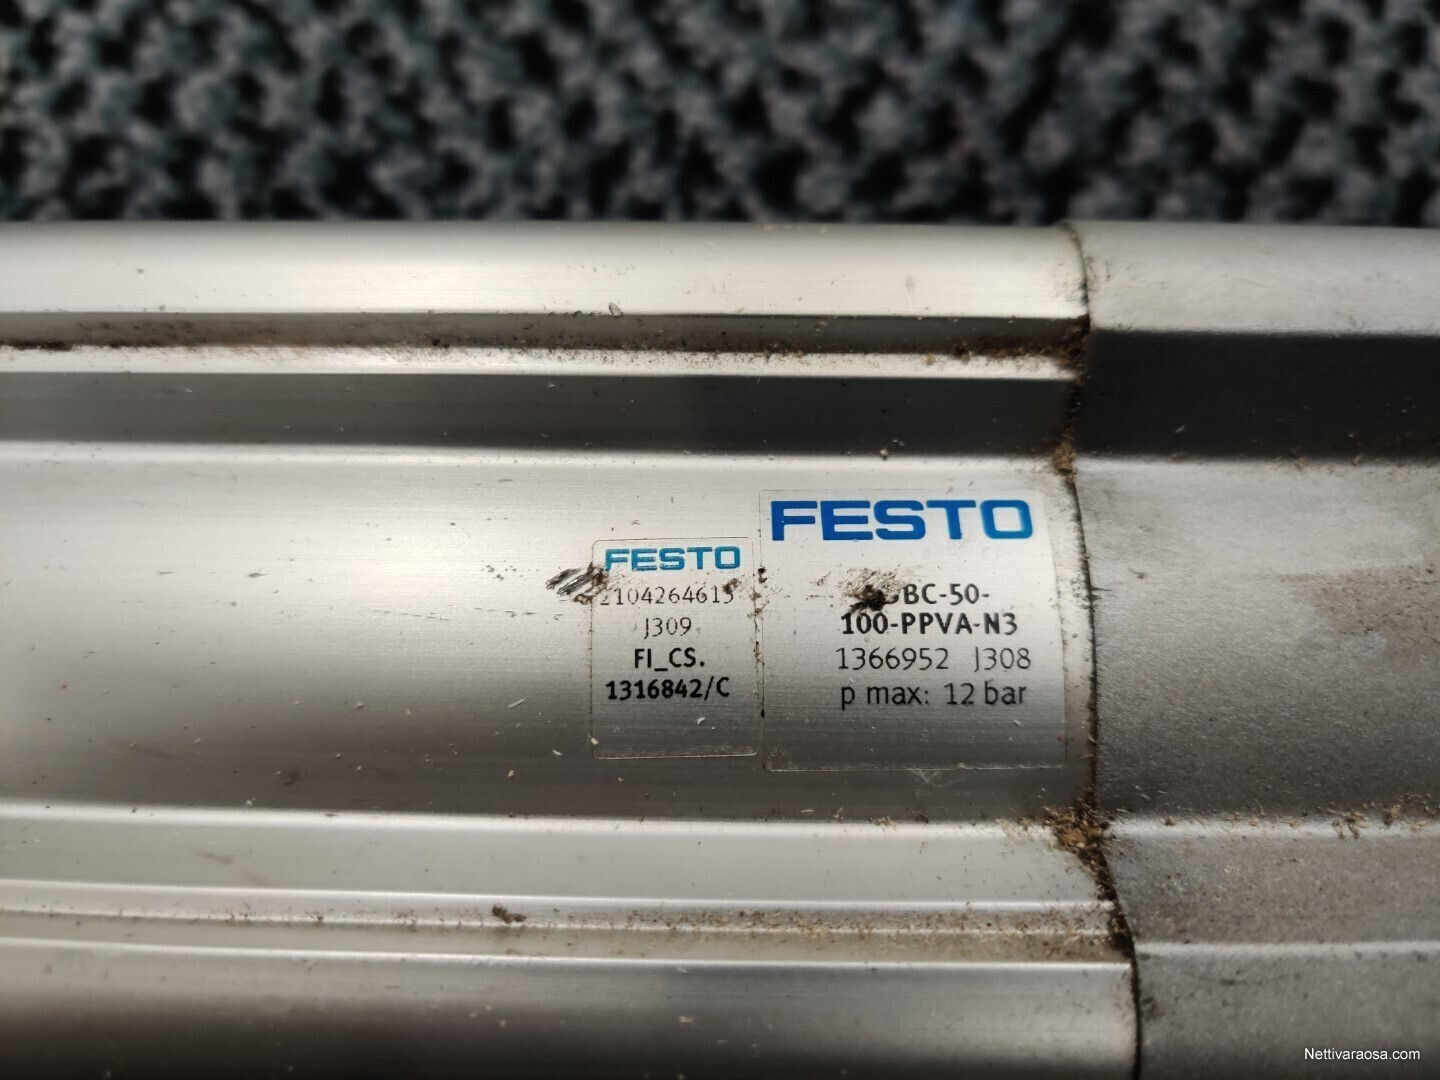 FESTO
2104264615
J309
FI_CS.
1316842/C
FESTO
BC-50-
100-PPVA-N3
1366952 J308
p max: 12 bar
Nettivaraosa.com